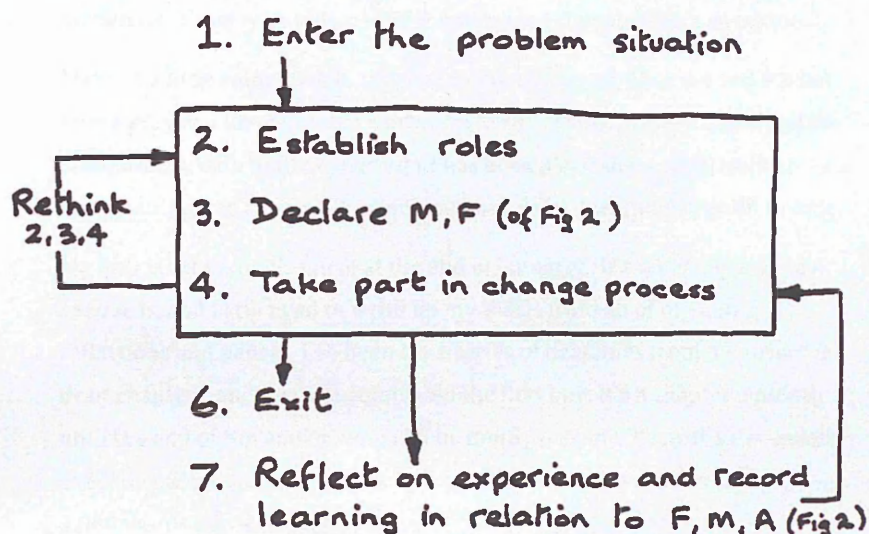 1. Enter the problem situation
2. Establish roles
Rethink
2,3,4
3. Declare M,F (of Fig 2)
4. Take part in change process
6. Exit
7. Reflect on experience and record
learning in relation to F, M, A (Fig 2)